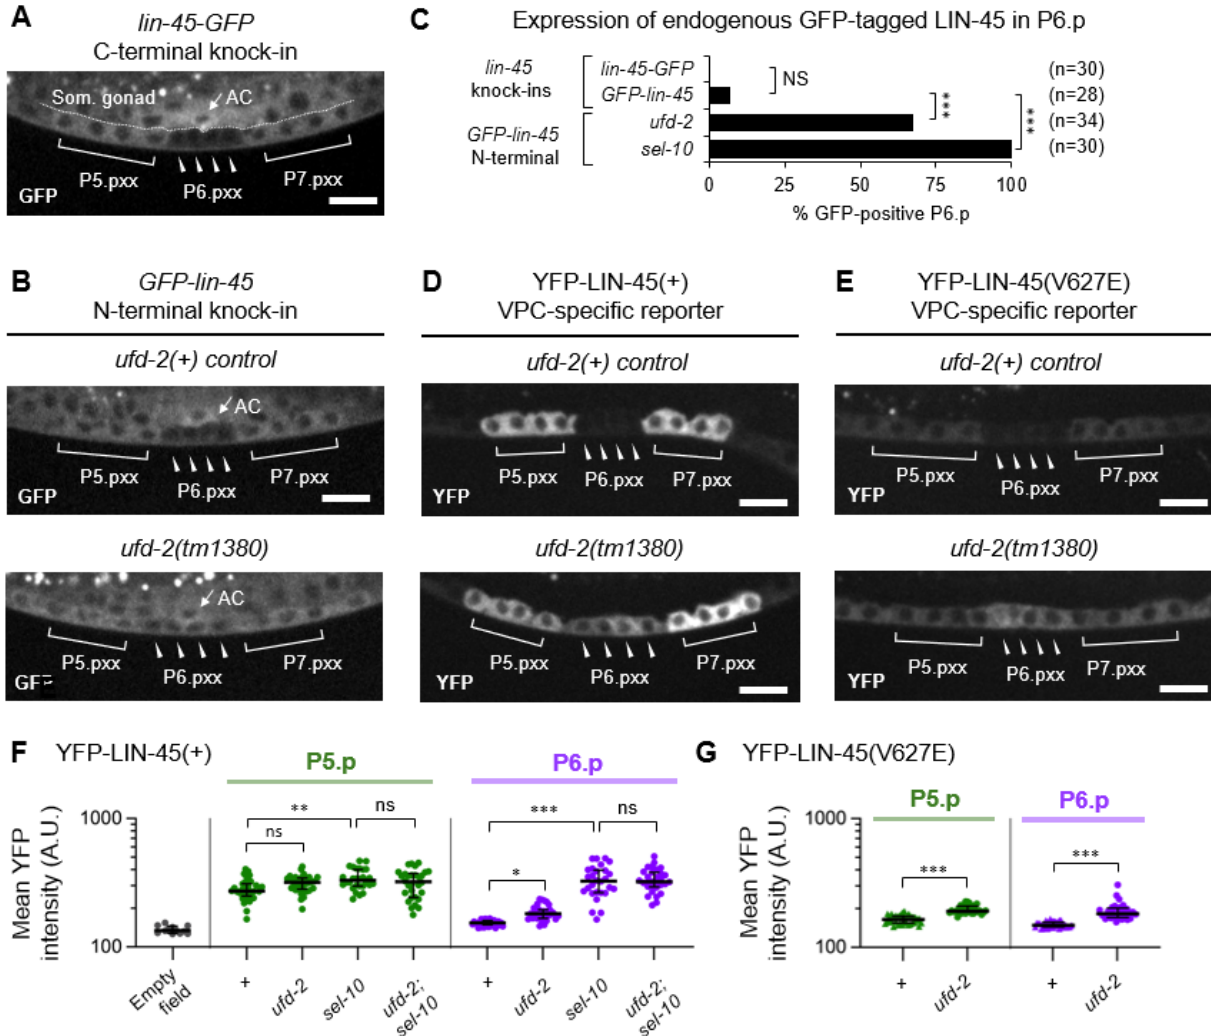 A
lin-45-GFP
C-terminal knock-in
Som. gonad
AC
P5.pxx
P6.pxx
P7.pxx
GFP
C
Expression of endogenous GFP-tagged LIN-45 in P6.p
lin-45
knock-ins
lin-45-GFP
NS
(n=30)
GFP-lin-45
***
***
(n=28)
GFP-lin-45
N-terminal
ufd-2
(n=34)
sel-10
(n=30)
0 25 50 75 100
% GFP-positive P6.p
B
GFP-lin-45
N-terminal knock-in
ufd-2(+) control
AC
P5.pxx
P6.pxx
P7.pxx
GFP
ufd-2(tm1380)
AC
P5.pxx
P6.pxx
P7.pxx
GFP
D
YFP-LIN-45(+)
VPC-specific reporter
ufd-2(+) control
P5.pxx
P6.pxx
P7.pxx
YFP
ufd-2(tm1380)
P5.pxx
P6.pxx
P7.pxx
YFP
E
YFP-LIN-45(V627E)
VPC-specific reporter
ufd-2(+) control
P5.pxx
P6.pxx
P7.pxx
YFP
ufd-2(tm1380)
P5.pxx
P6.pxx
P7.pxx
YFP
F
YFP-LIN-45(+)
P5.p
P6.p
Mean YFP
intensity (A.U.)
1000
100
** ns
ns
*** ns
*
Empty
field
+
ufd-2
sel-10
ufd-2;
sel-10
+
ufd-2
sel-10
ufd-2;
sel-10
G
YFP-LIN-45(V627E)
P5.p
P6.p
Mean YFP
intensity (A.U.)
1000
100
***
***
+
ufd-2
+
ufd-2